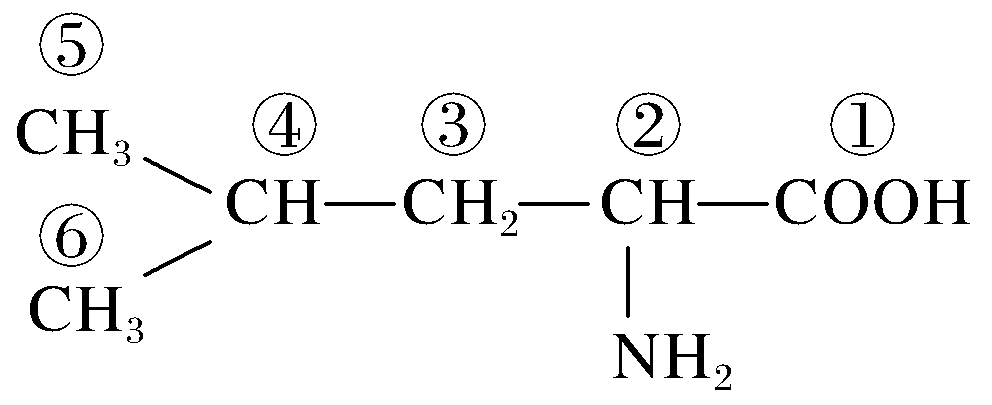 ⑤
CH₃ ④ ③ ② ①
CH—CH₂—CH—COOH
⑥
CH₃
NH₂